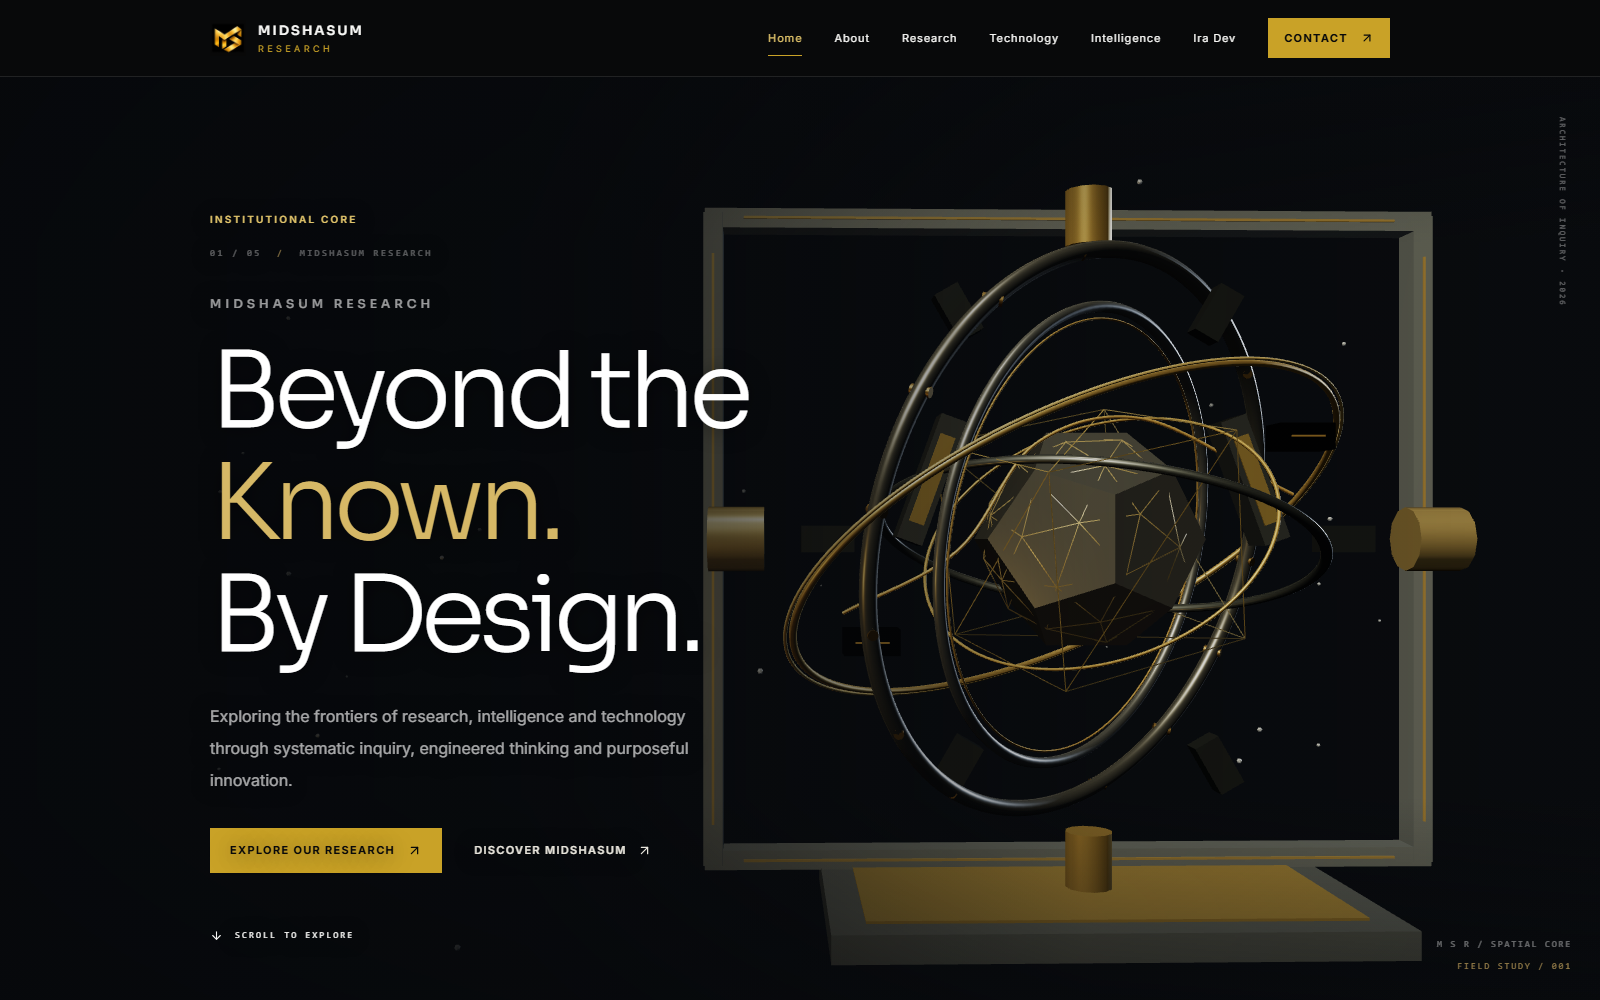 MIDSHASUM
RESEARCH
Home
About
Research
Technology
Intelligence
Ira Dev
CONTACT
ARCHITECTURE OF INQUIRY · 2026
INSTITUTIONAL CORE
01 / 05 / MIDSHASUM RESEARCH
MIDSHASUM RESEARCH
Beyond the
Known.
By Design.
Exploring the frontiers of research, intelligence and technology
through systematic inquiry, engineered thinking and purposeful
innovation.
EXPLORE OUR RESEARCH
DISCOVER MIDSHASUM
SCROLL TO EXPLORE
M S R / SPATIAL CORE
FIELD STUDY / 001